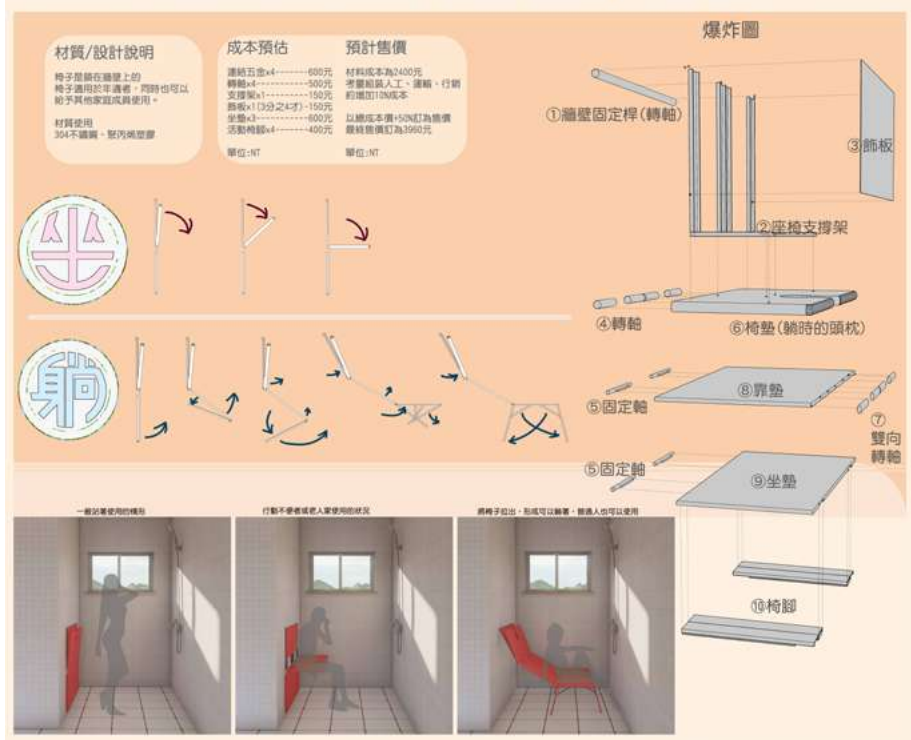 材質/設計說明
椅子是鎖在牆壁上的
椅子適用於年邁者，同時也可以
給予其他家庭成員使用。
材質使用
304不鏽鋼、聚丙烯塑膠
成本預估
連結五金x4-------600元
轉軸x4----------500元
支撐架x1--------150元
飾板x1(3分之4才)-150元
坐墊x3----------600元
活動椅腳x4------400元
單位:NT
預計售價
材料成本為2400元
考量組裝人工、運輸、行銷
約增加10%成本
以總成本價+50%訂為售價
最終售價訂為3960元
單位:NT
坐
躺
爆炸圖
①牆壁固定桿(轉軸)
③飾板
②座椅支撐架
④轉軸
⑥椅墊(躺時的頭枕)
⑧靠墊
⑤固定軸
⑦
雙向
轉軸
⑤固定軸
⑨坐墊
⑩椅腳
一般站著使用的情形
行動不便者或老人家使用的狀況
將椅子拉出，形成可以躺著，普通人也可以使用